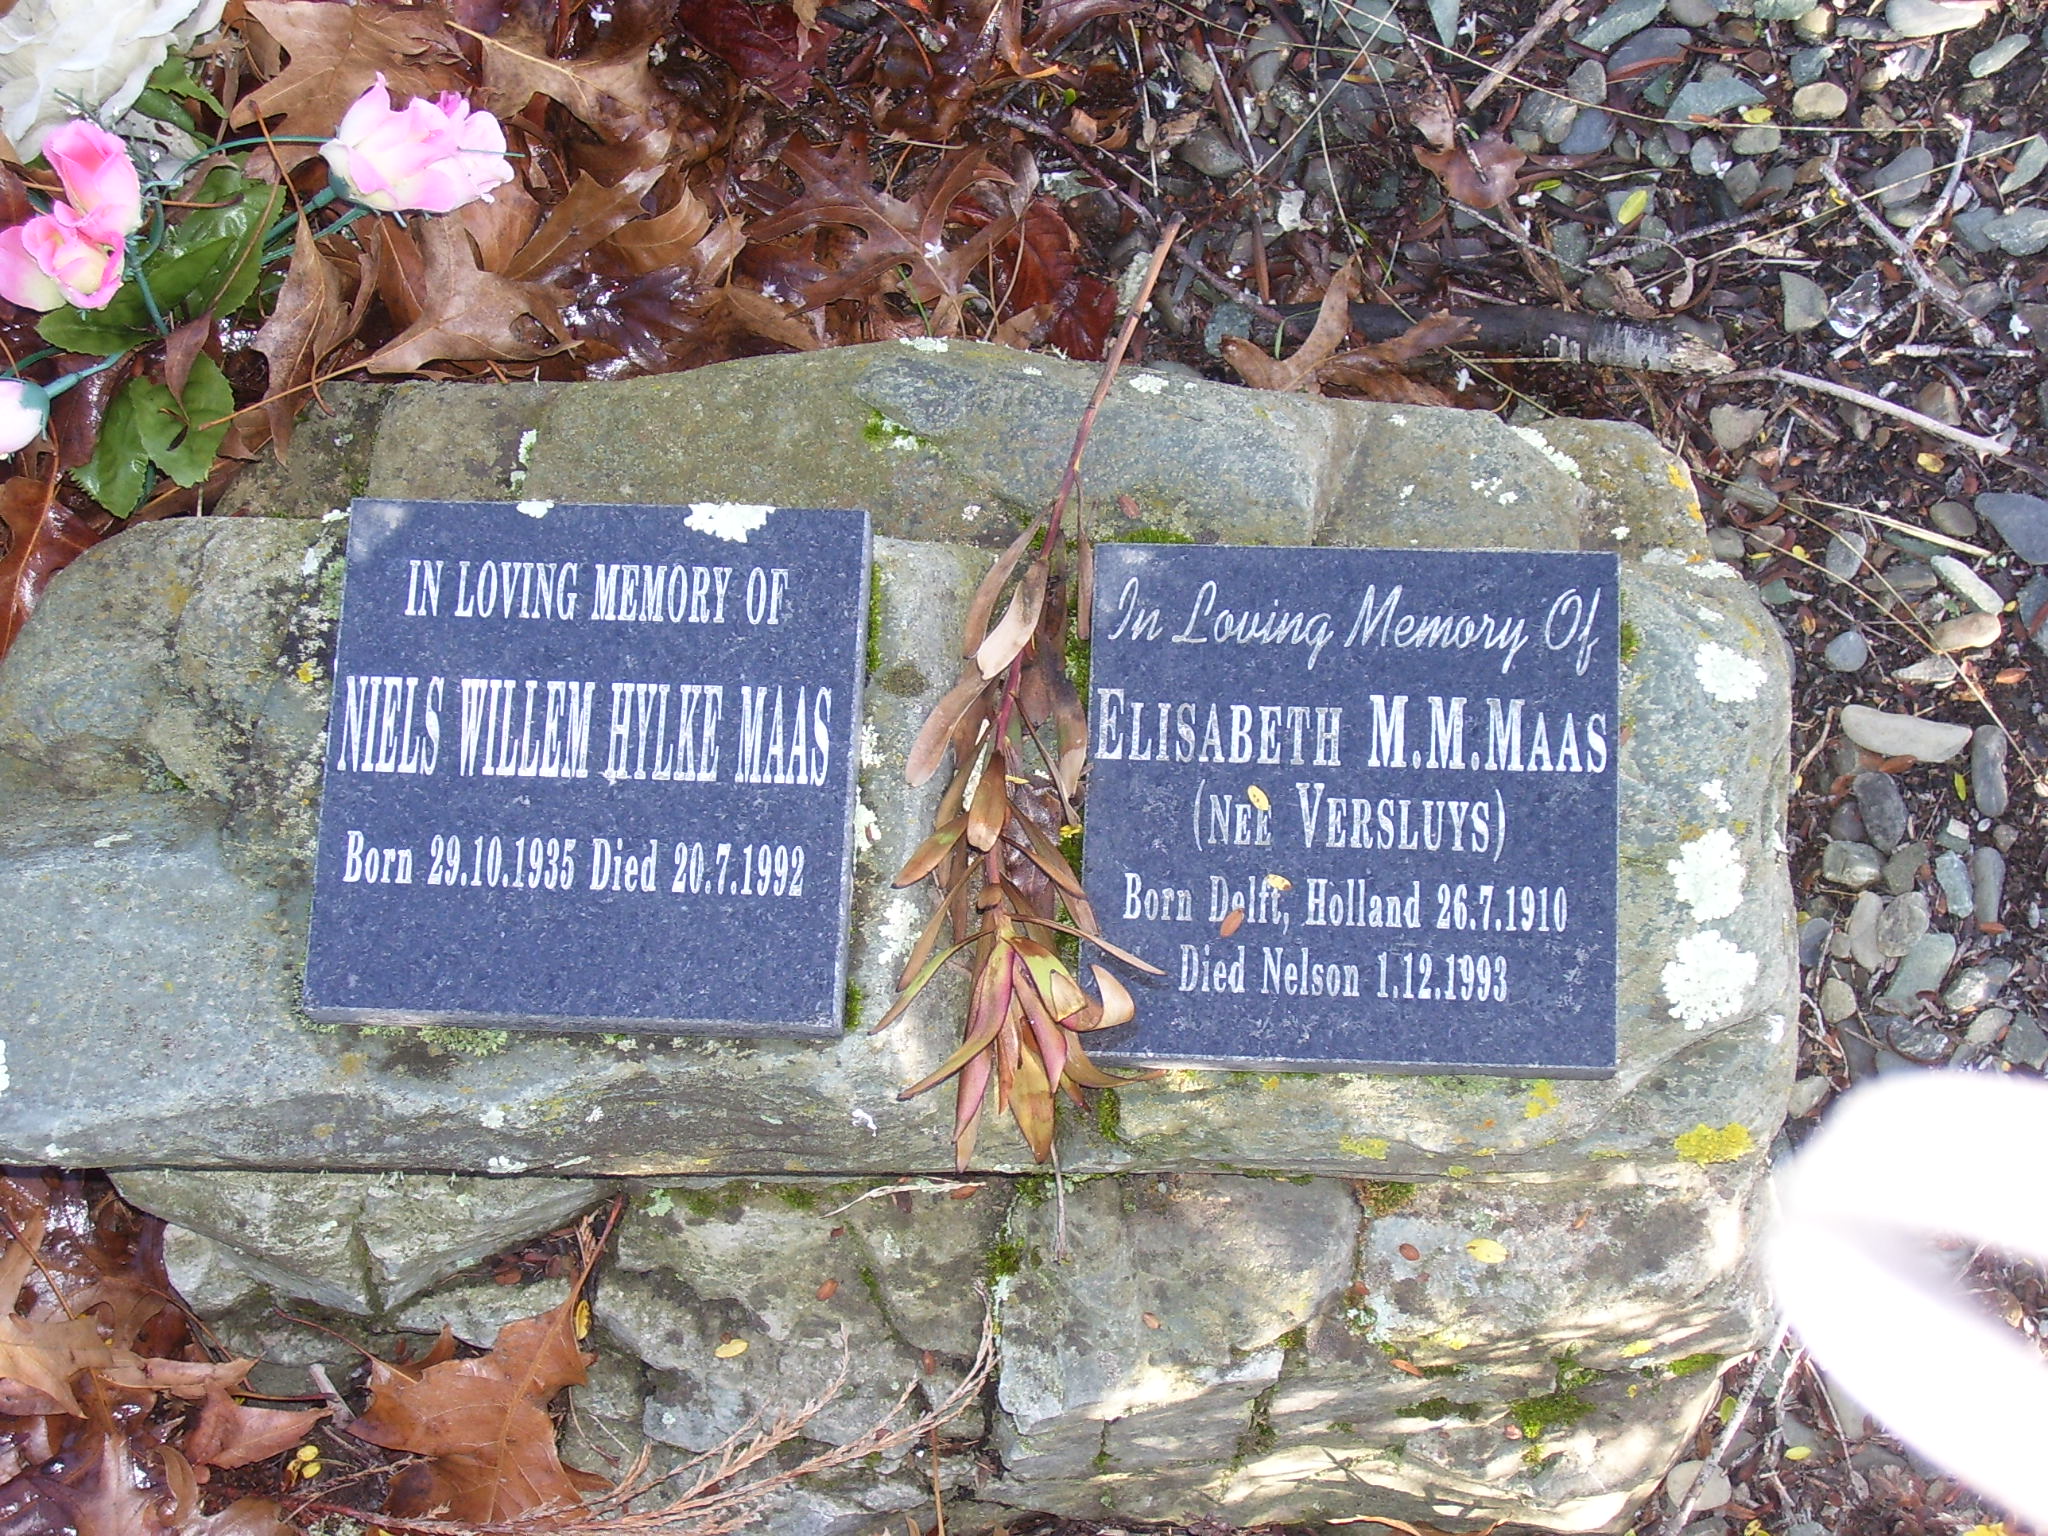 IN LOVING MEMORY OF
NIELS WILLEM HYLKE MAAS
Born 29.10.1935 Died 20.7.1992
In Loving Memory Of
ELISABETH M.M.MAAS
(NEE VERSLUYS)
Born Delft, Holland 26.7.1910
Died Nelson 1.12.1993